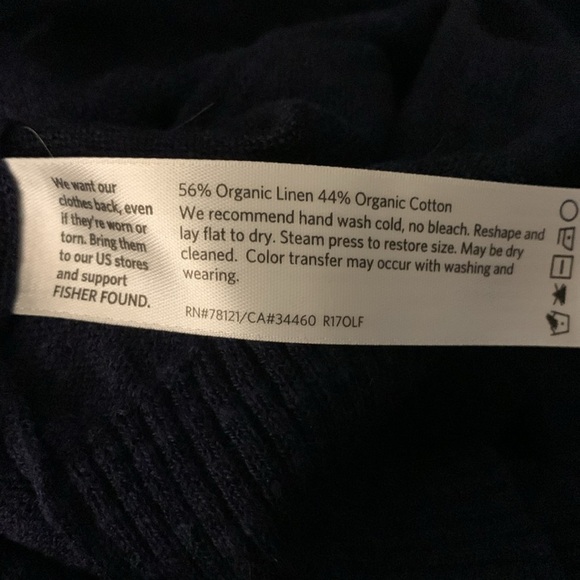 We want our
clothes back, even
if they're worn or
torn. Bring them
to our US stores
and support
FISHER FOUND.
56% Organic Linen 44% Organic Cotton
We recommend hand wash cold, no bleach. Reshape and
lay flat to dry. Steam press to restore size. May be dry
cleaned. Color transfer may occur with washing and
wearing.
RN#78121/CA#34460 R17OLF